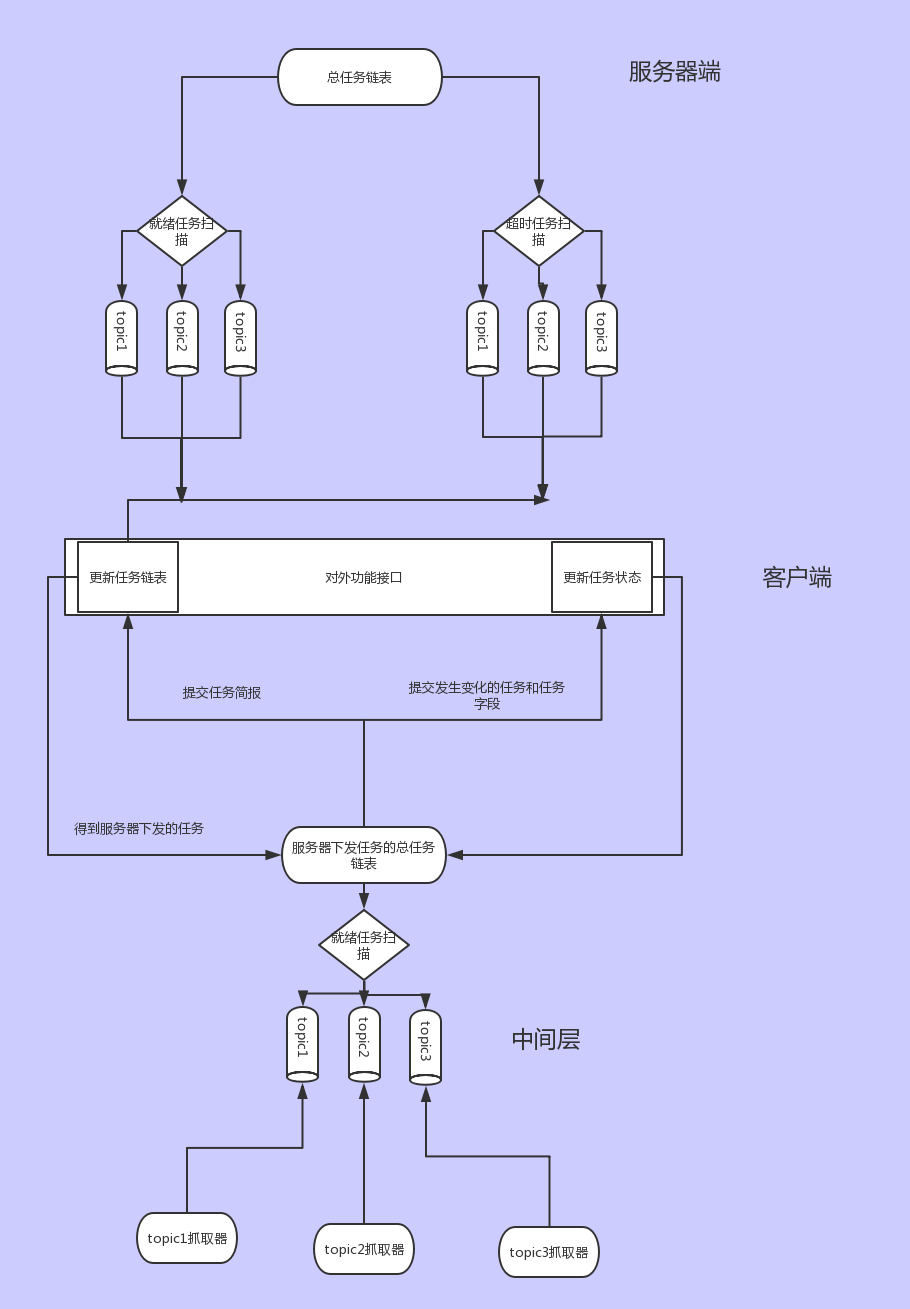 总任务链表
服务器端
就绪任务扫
描
超时任务扫
描
topic1
topic2
topic3
topic1
topic2
topic3
更新任务链表
对外功能接口
更新任务状态
客户端
提交任务简报
提交发生变化的任务和任务
字段
得到服务器下发的任务
服务器下发任务的总任务
链表
就绪任务扫
描
topic1
topic2
topic3
中间层
topic1抓取器
topic2抓取器
topic3抓取器